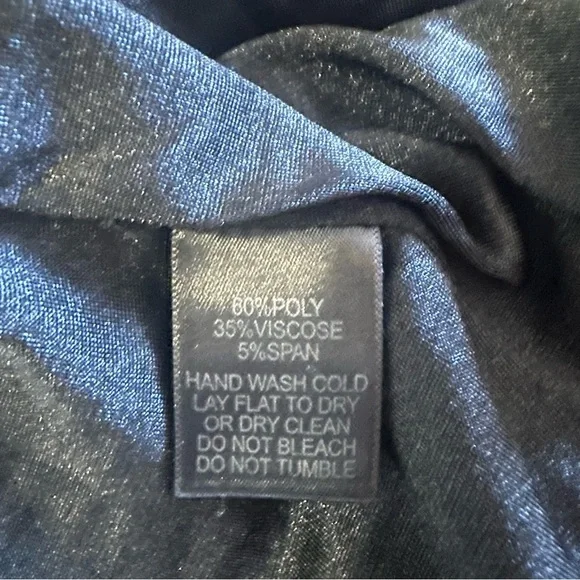 60%POLY
35%VISCOSE
5%SPAN
HAND WASH COLD
LAY FLAT TO DRY
OR DRY CLEAN
DO NOT BLEACH
DO NOT TUMBLE